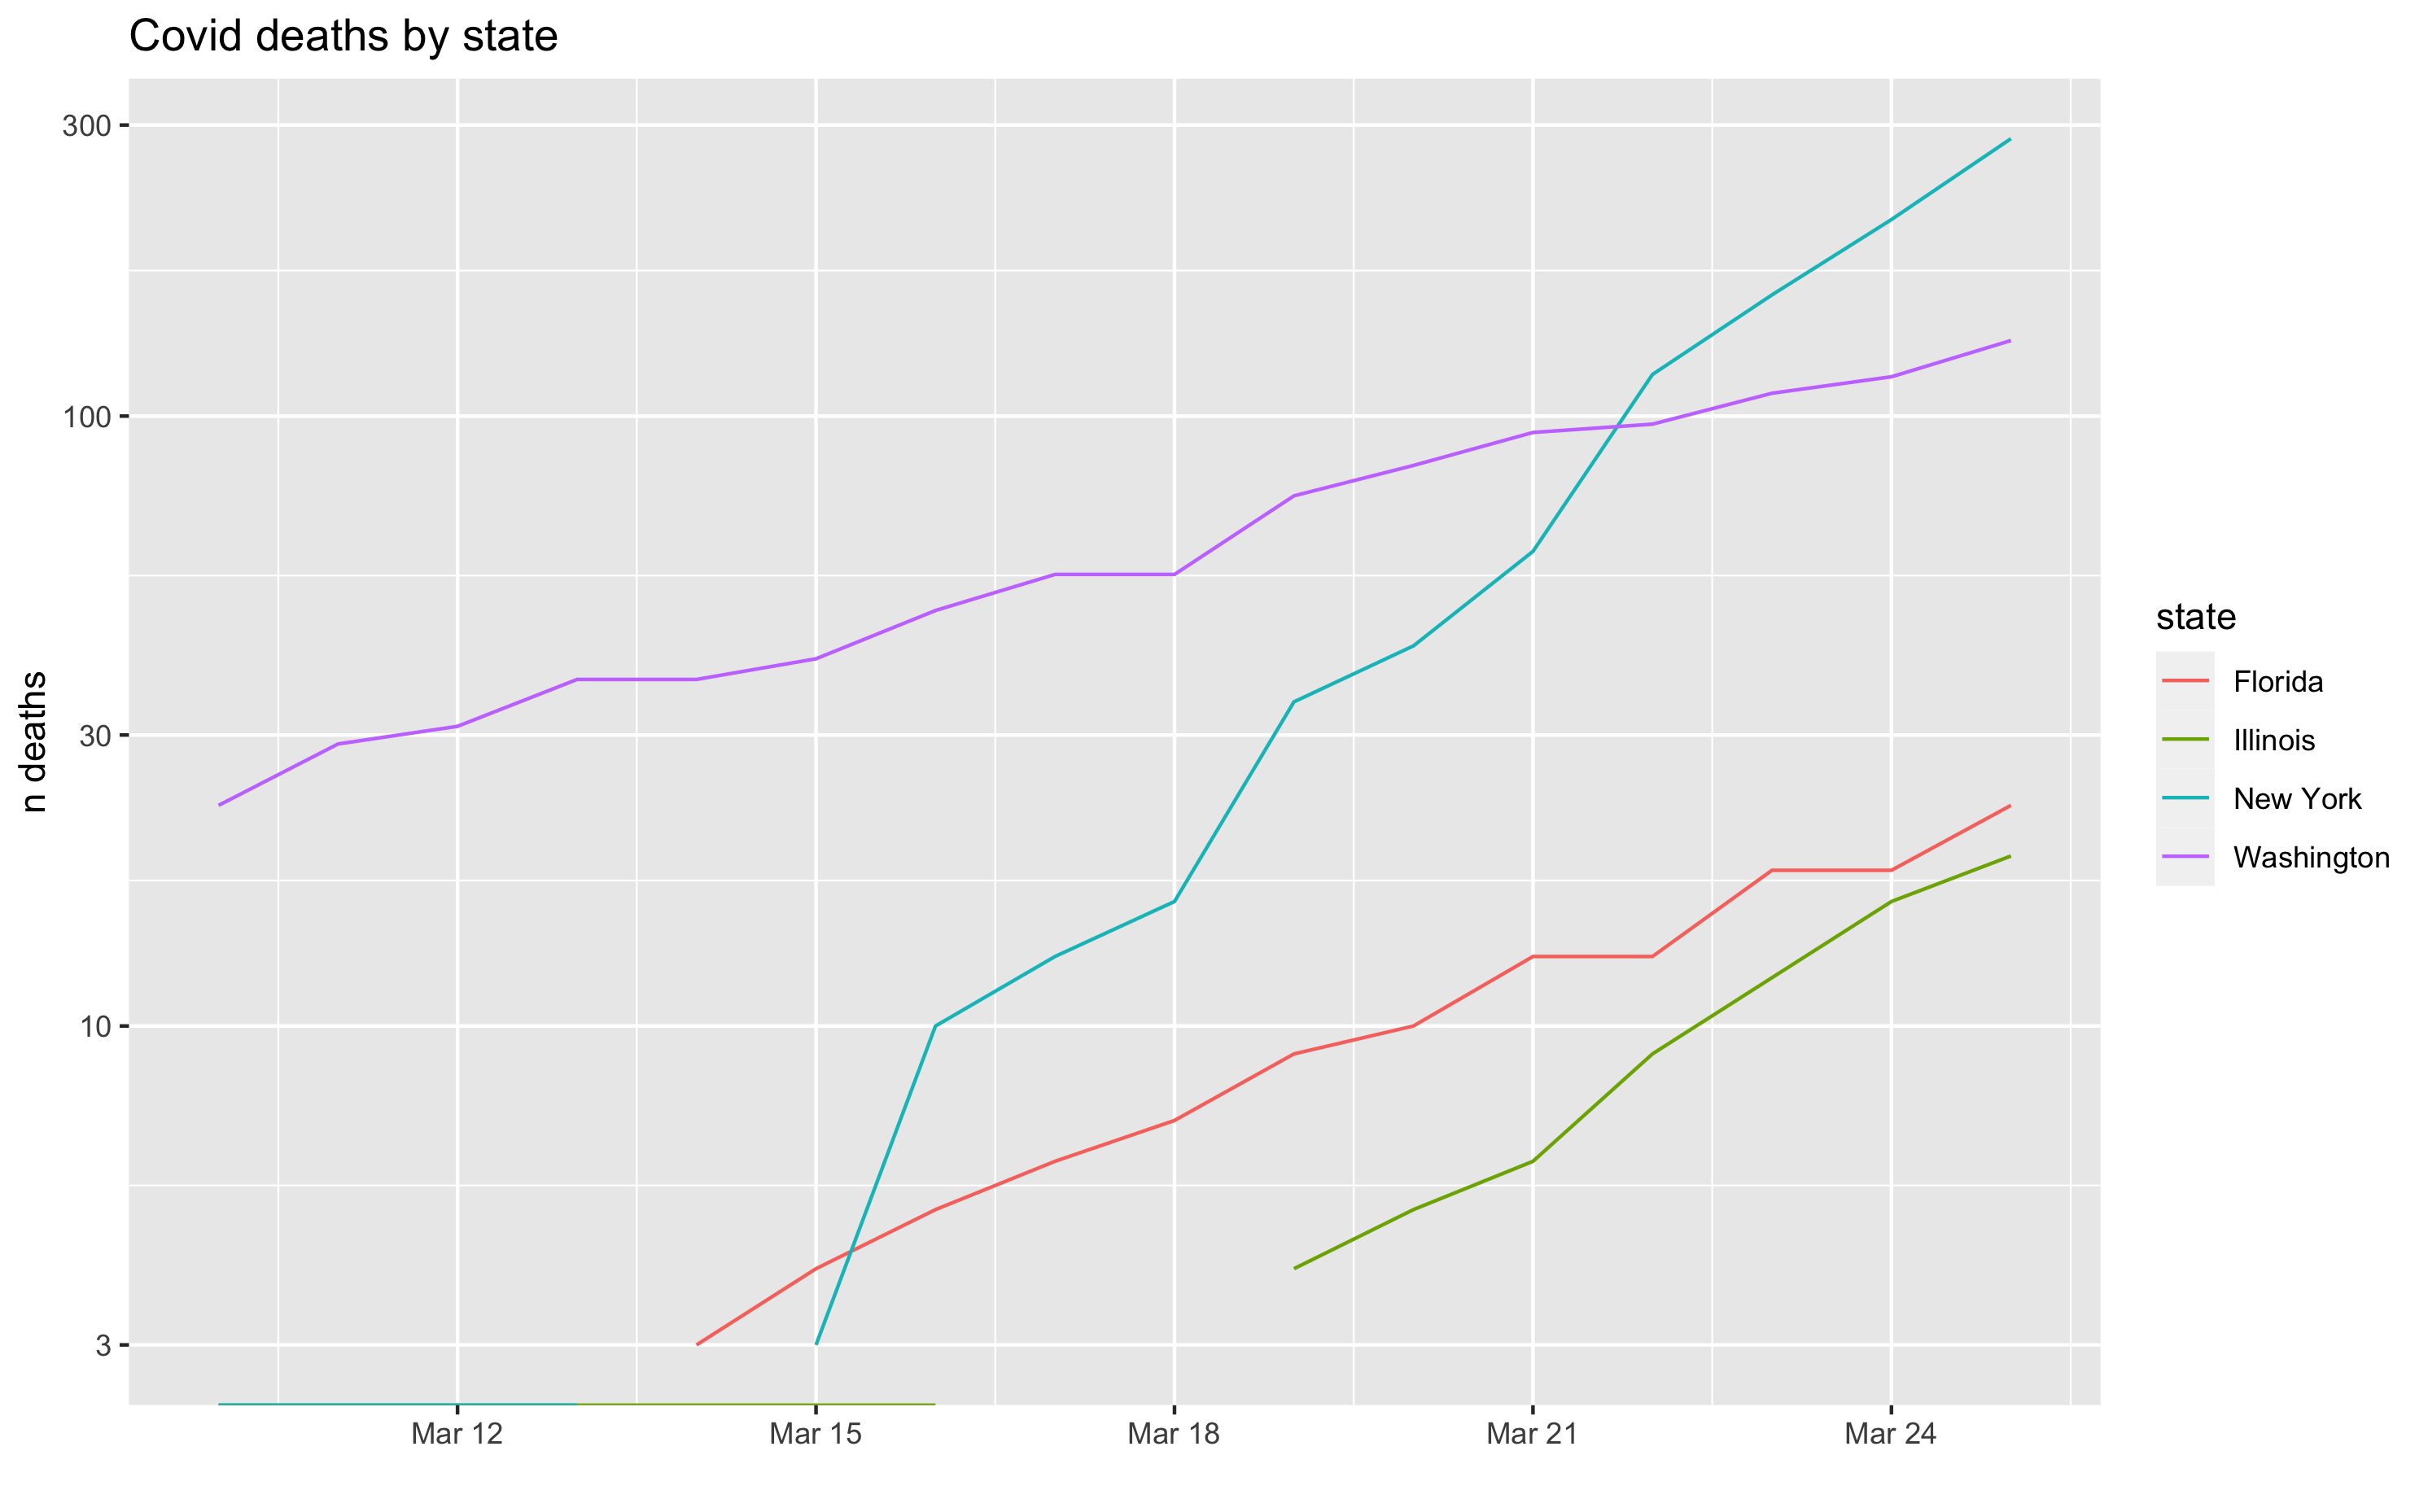 Covid deaths by state
n deaths
300
100
30
10
3
Mar 12
Mar 15
Mar 18
Mar 21
Mar 24
state
Florida
Illinois
New York
Washington